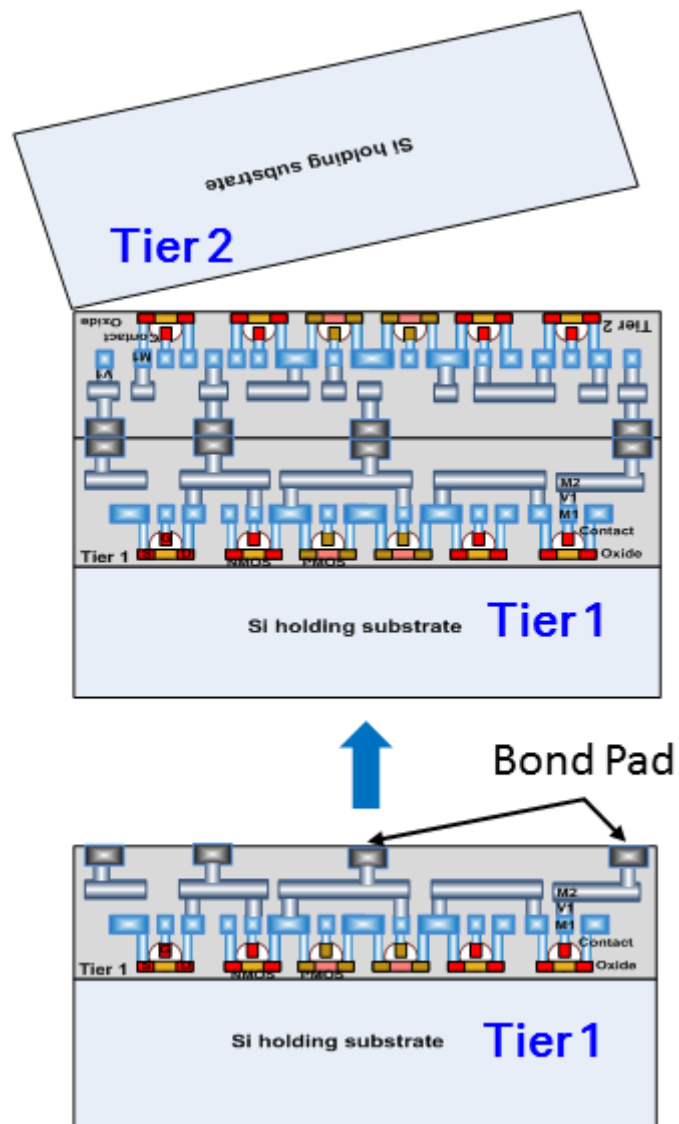 Si holding substrate
Tier 2
Oxide
Contact
M1
V1
Tier 2
M2
V1
M1
Contact
Oxide
Tier 1
S
G
D
NMOS
PMOS
Si holding substrate
Tier 1
Bond Pad
M2
V1
M1
Contact
Oxide
Tier 1
S
G
D
NMOS
PMOS
Si holding substrate
Tier 1